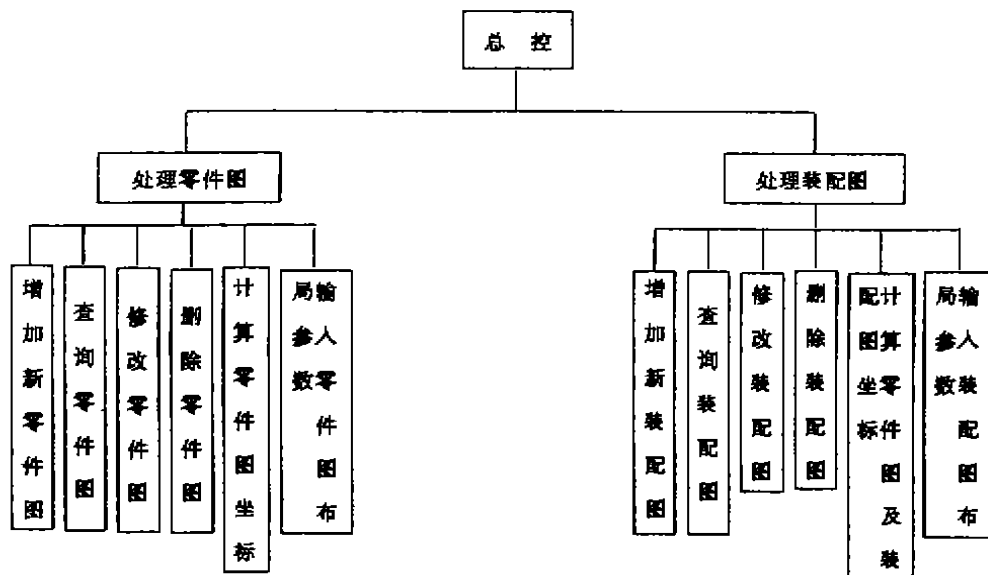 总 控
处理零件图
处理装配图
增加新零件图
查询零件图
修改零件图
删除零件图
计算零件图坐标
输入零件图布
局参数
增加新装配图
查询装配图
修改装配图
删除装配图
计算零件图及装
配图坐标
输入装配图布
局参数